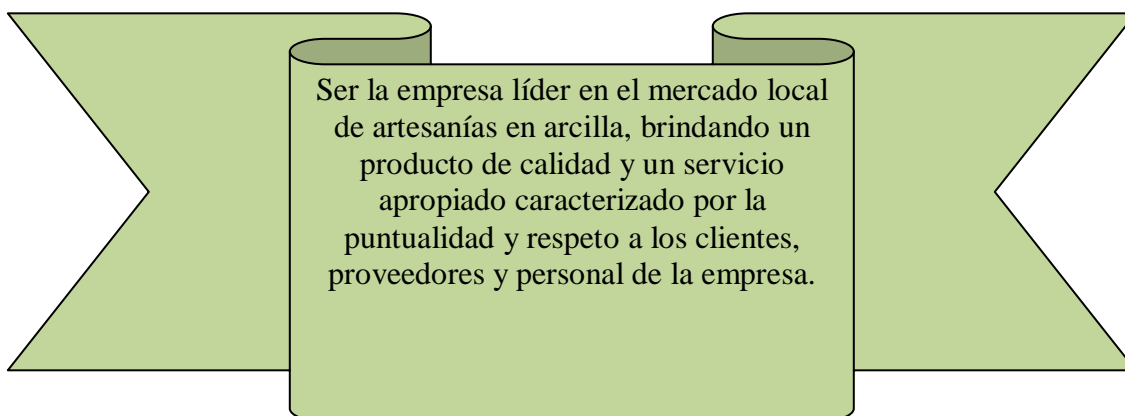 Ser la empresa líder en el mercado local
de artesanías en arcilla, brindando un
producto de calidad y un servicio
apropiado caracterizado por la
puntualidad y respeto a los clientes,
proveedores y personal de la empresa.